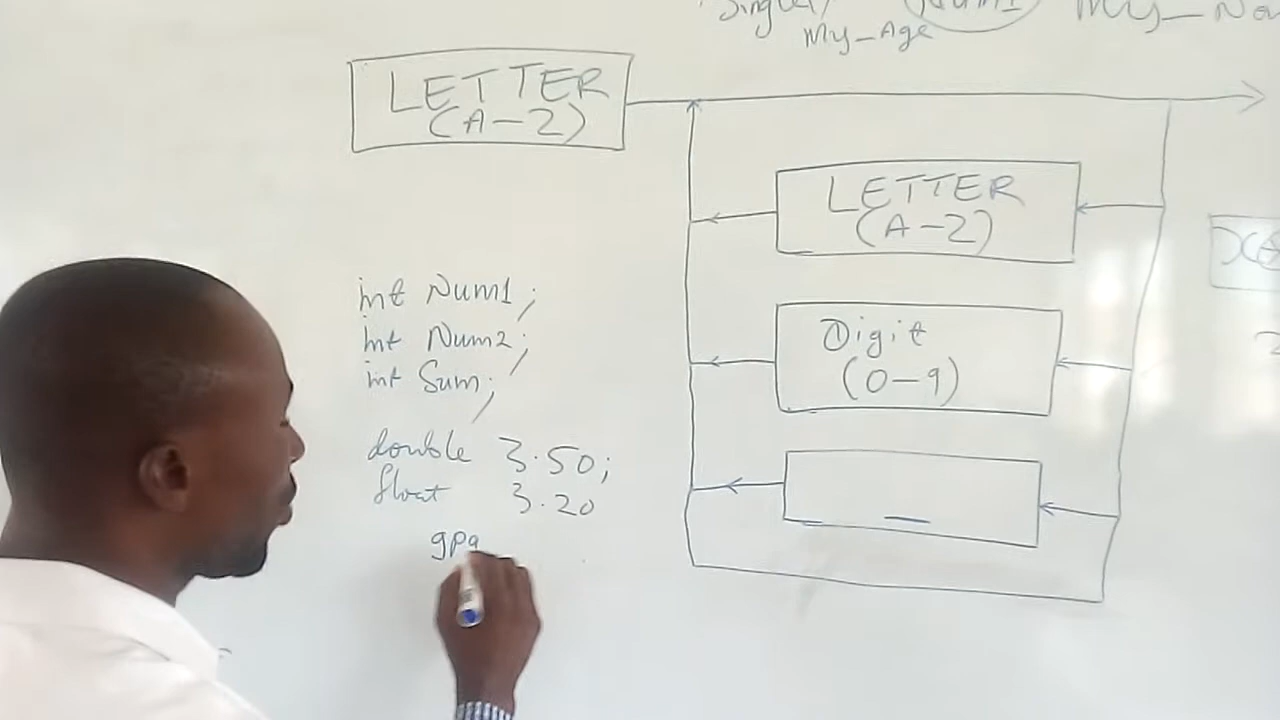 Num1
My_Age
LETTER
(A-Z)
LETTER
(A-Z)
Digit
(0-9)
_
int Num1;
int Num2;
int Sum;
double 3.50;
float 3.20
gpa